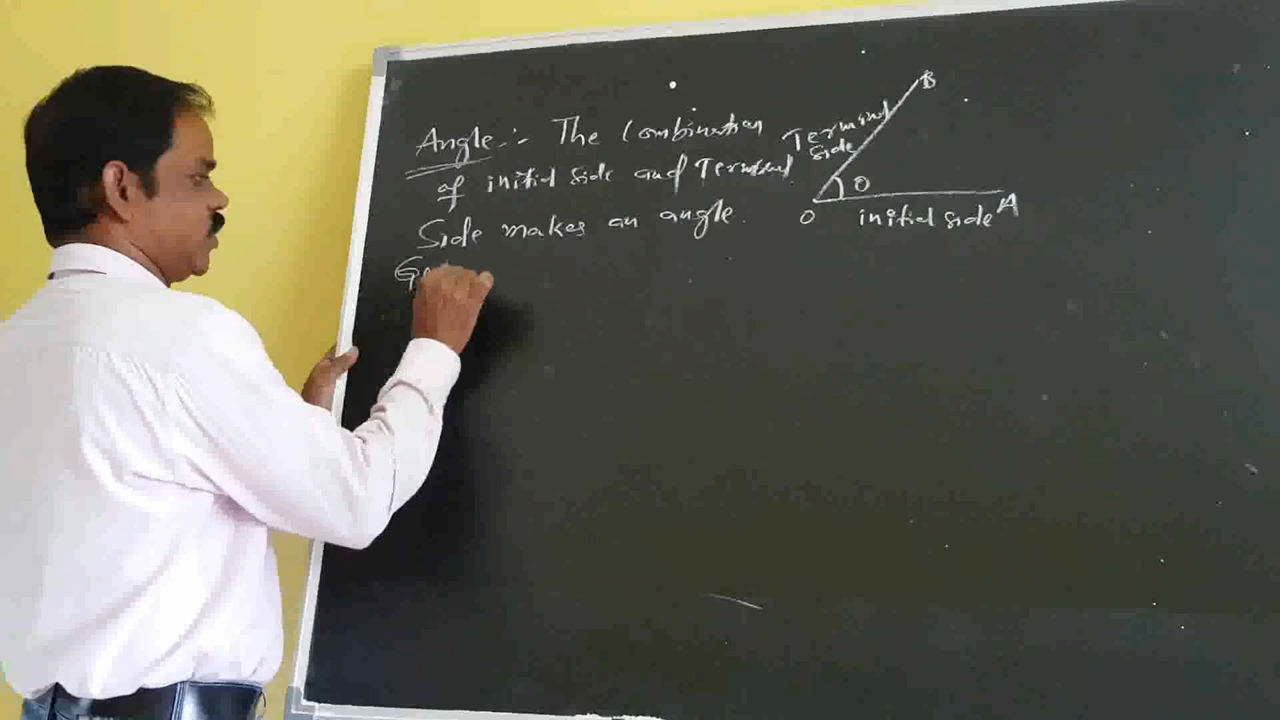 Angle :- The Combination
of initial side and Terminal
Side makes an angle.
B
Terminal
side
θ
O
initial side A